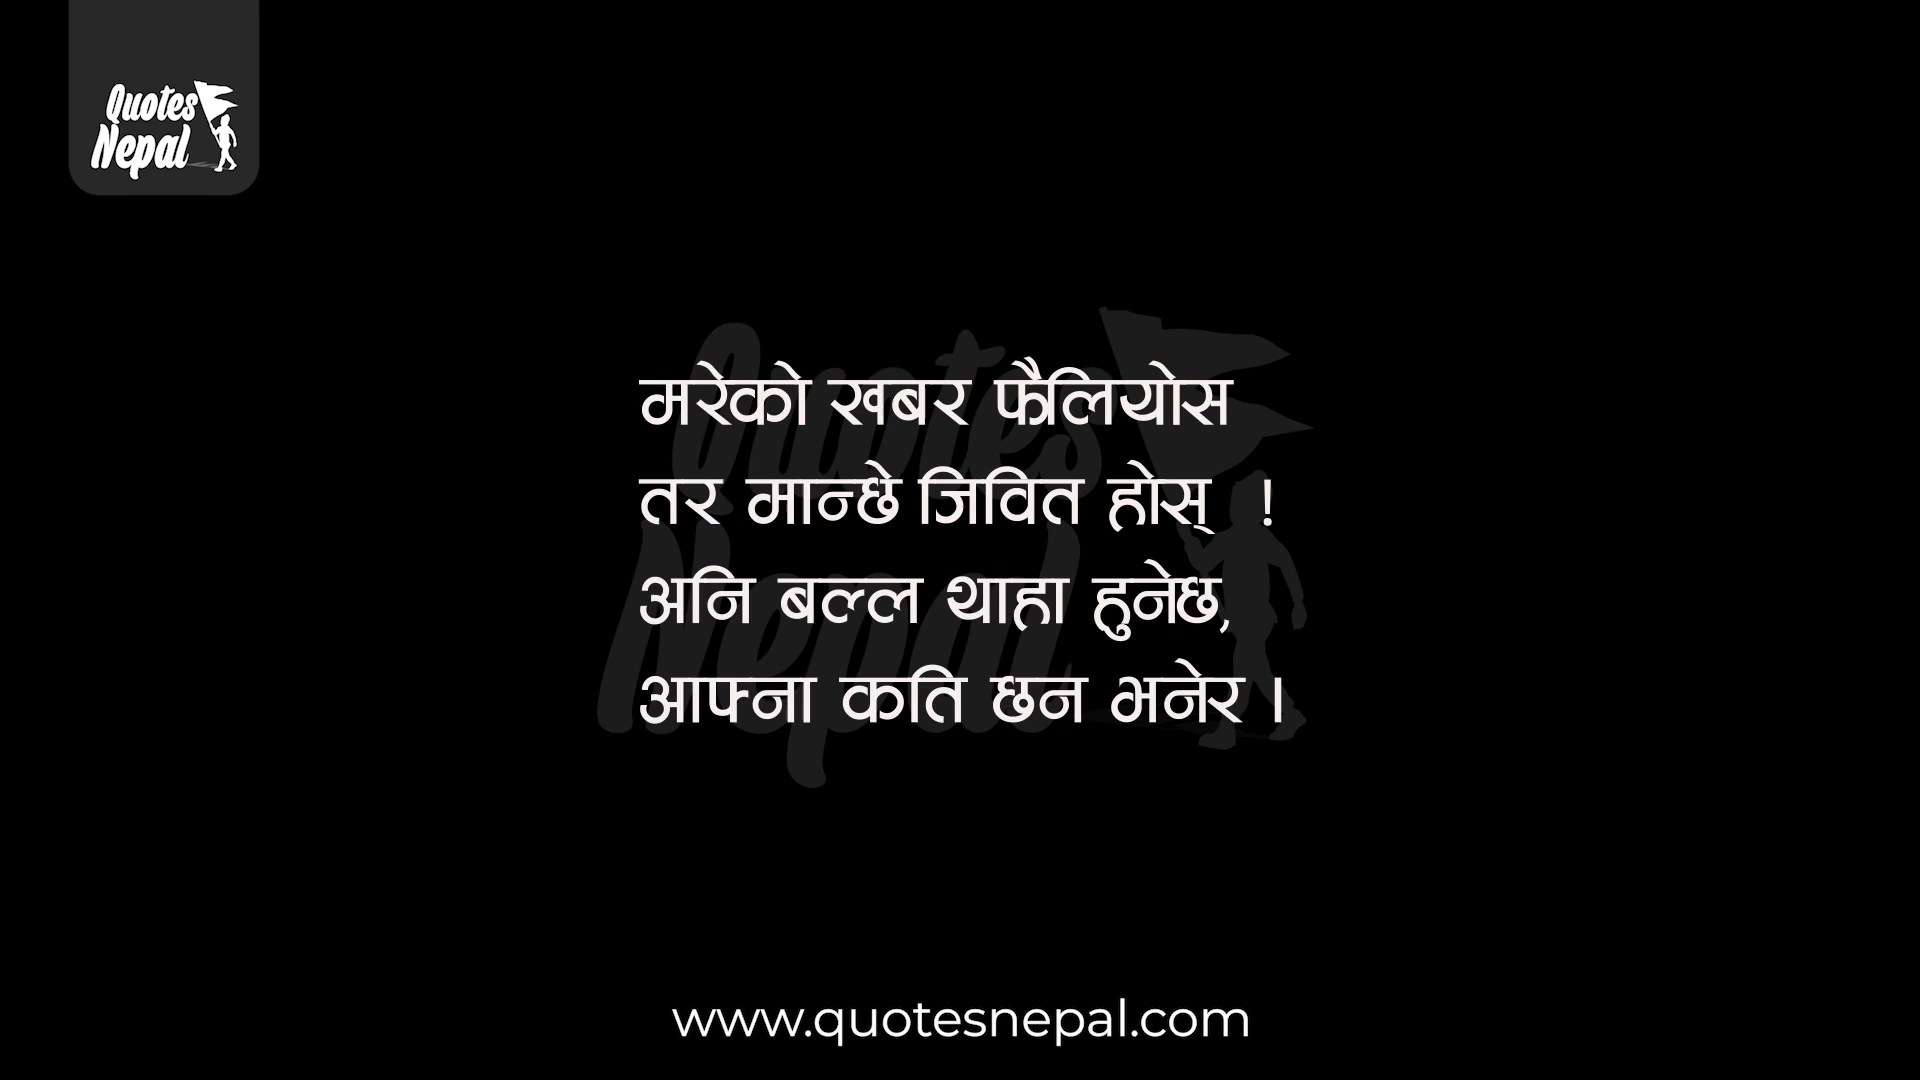 Quotes
Nepal
मरेको खबर फैलियोस
तर मान्छे जिवित होस् !
अनि बल्ल थाहा हुनेछ,
आफ्ना कति छन भनेर ।
www.quotesnepal.com